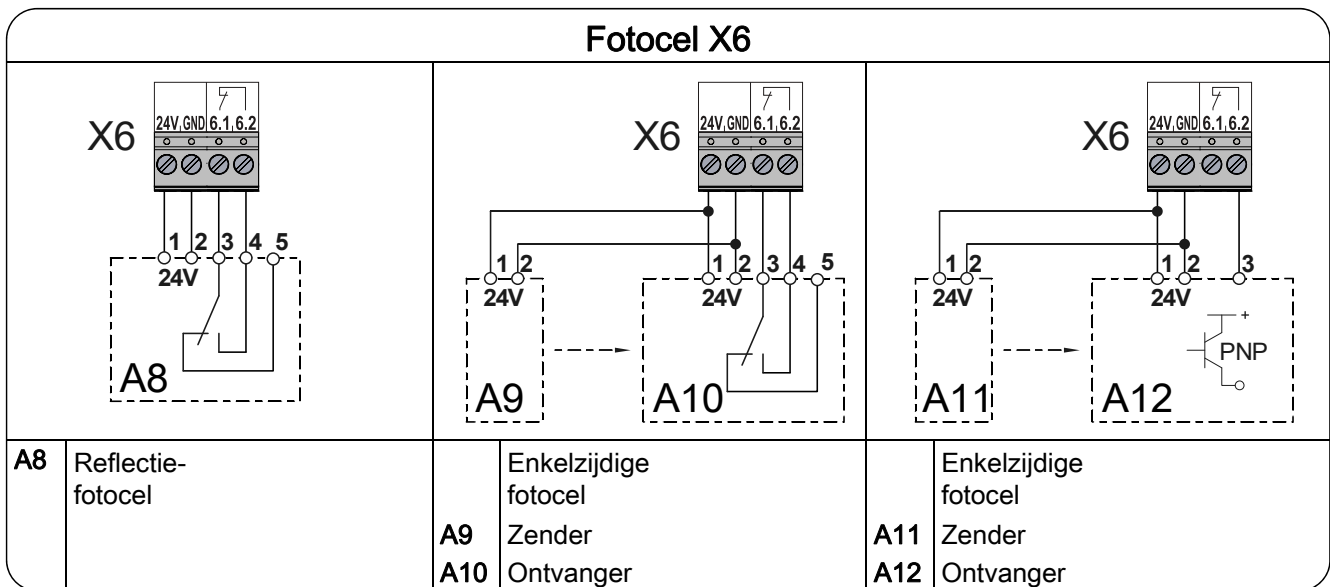 Fotocel X6
X6
24V GND 6.1 6.2
1 2 3 4 5
24V
A8
X6
24V GND 6.1 6.2
1 2
24V
1 2 3 4 5
24V
A9
A10
X6
24V GND 6.1 6.2
1 2
24V
1 2 3
24V
+
PNP
A11
A12
A8 Reflectie-
fotocel
Enkelzijdige
fotocel
A9 Zender
A10 Ontvanger
Enkelzijdige
fotocel
A11 Zender
A12 Ontvanger